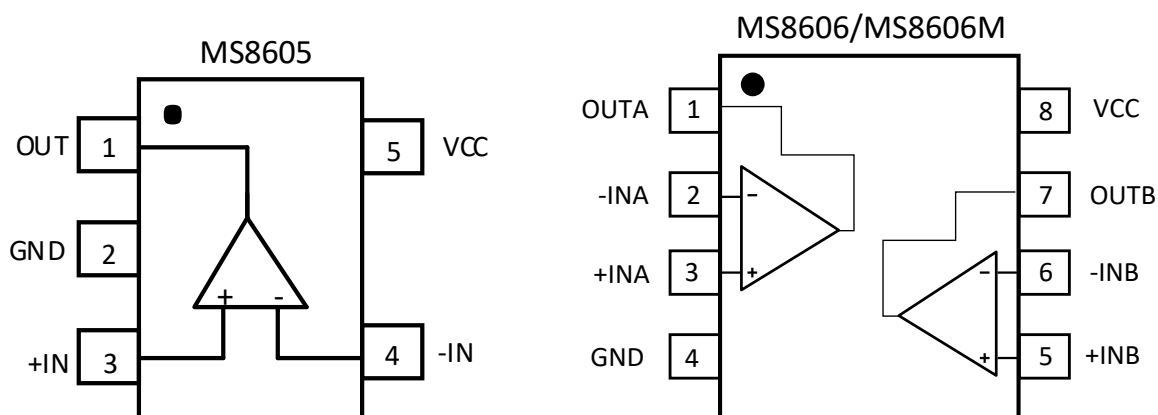 MS8605
OUT 1
5 VCC
GND 2
+ -
+IN 3
4 -IN
MS8606/MS8606M
OUTA 1
8 VCC
-INA 2 -
7 OUTB
+INA 3 +
- 6 -INB
GND 4
+ 5 +INB